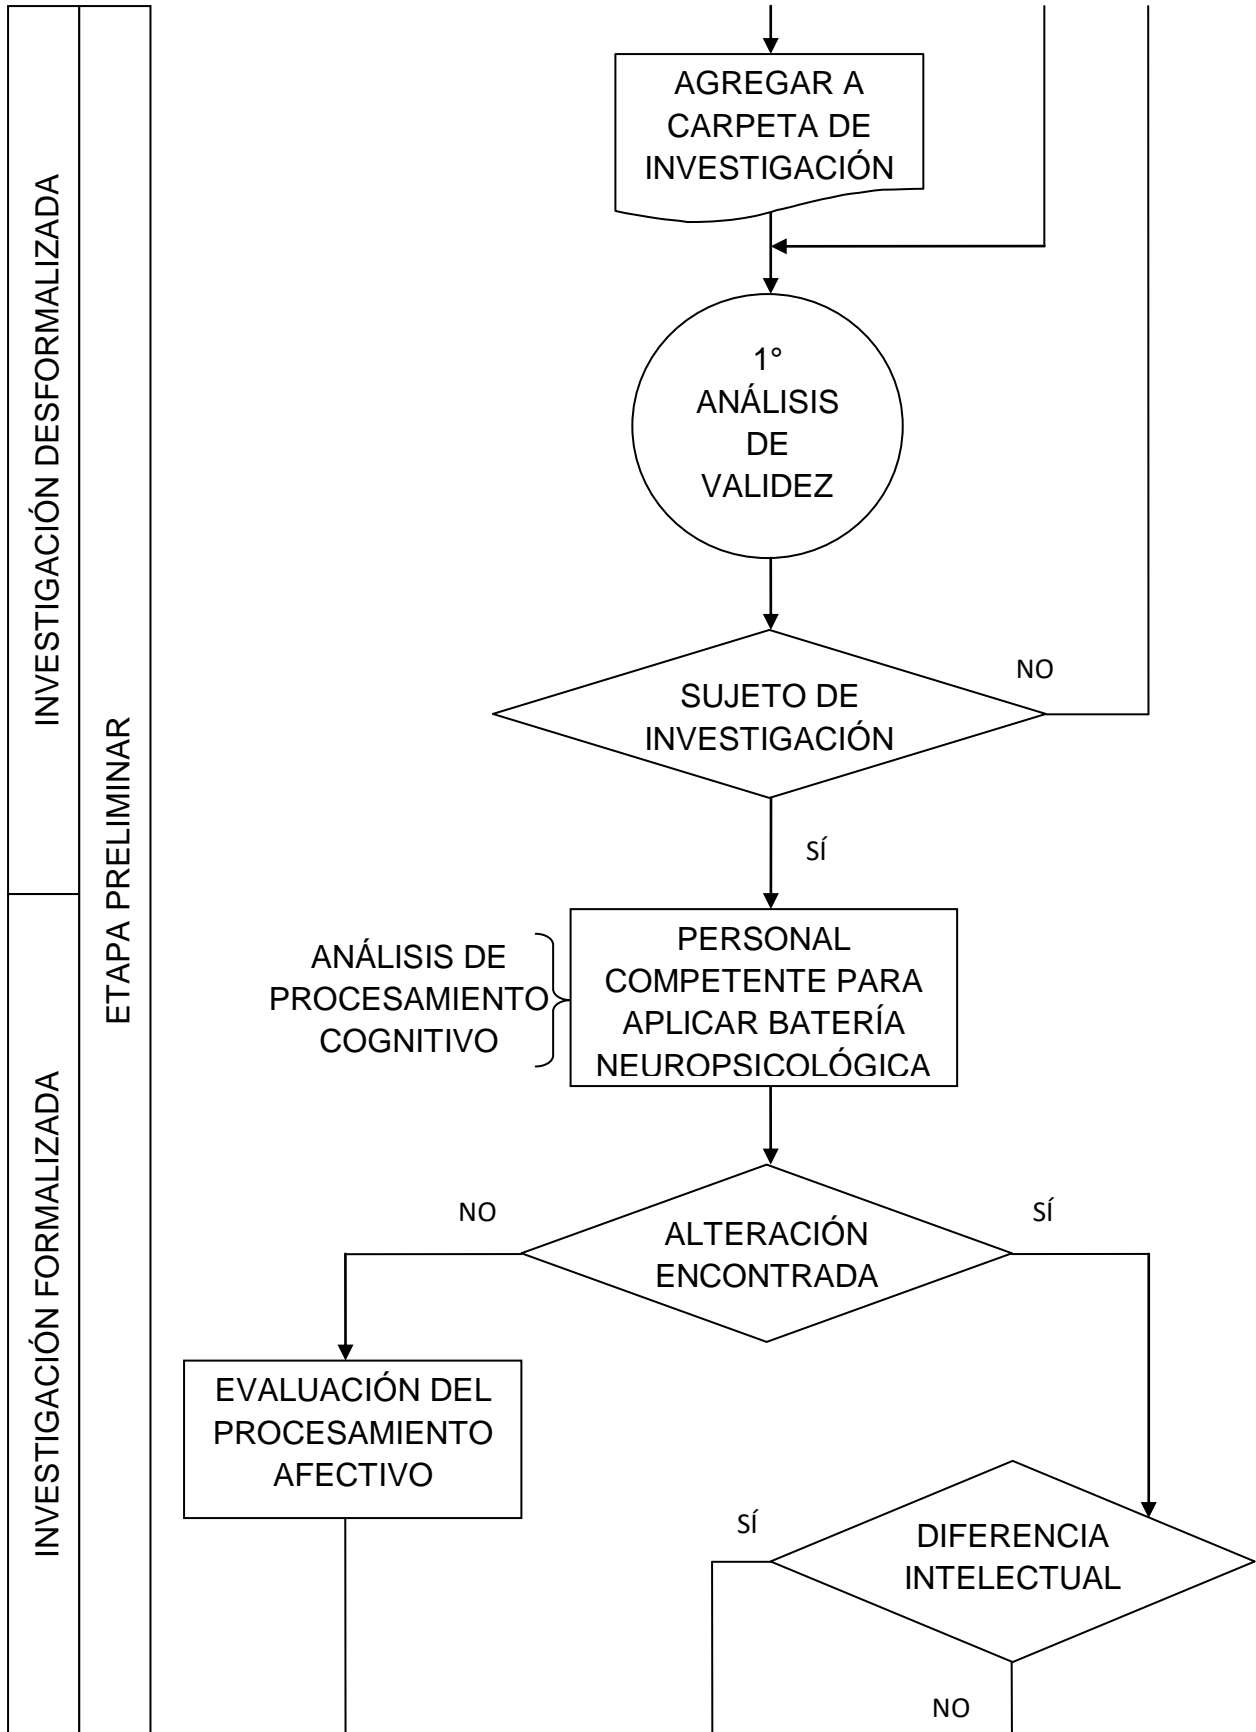 INVESTIGACIÓN DESFORMALIZADA
INVESTIGACIÓN FORMALIZADA
ETAPA PRELIMINAR
AGREGAR A
CARPETA DE
INVESTIGACIÓN
1°
ANÁLISIS
DE
VALIDEZ
SUJETO DE
INVESTIGACIÓN
NO
SÍ
ANÁLISIS DE
PROCESAMIENTO
COGNITIVO
PERSONAL
COMPETENTE PARA
APLICAR BATERÍA
NEUROPSICOLÓGICA
NO
ALTERACIÓN
ENCONTRADA
SÍ
EVALUACIÓN DEL
PROCESAMIENTO
AFECTIVO
SÍ
DIFERENCIA
INTELECTUAL
NO